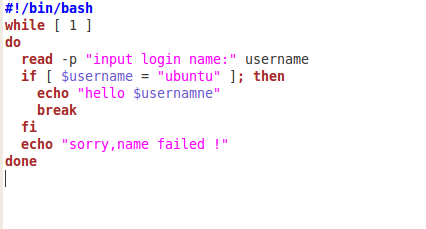 #!/bin/bash
while [ 1 ]
do
  read -p "input login name:" username
  if [ $username = "ubuntu" ]; then
    echo "hello $usernamne"
    break
  fi
  echo "sorry,name failed !"
done